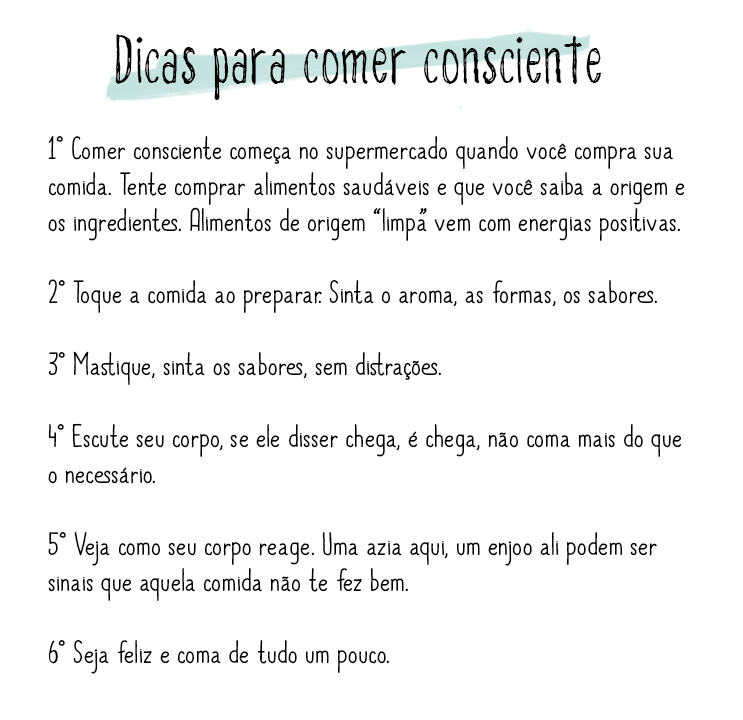 Dicas para comer consciente
1° Comer consciente começa no supermercado quando você compra sua
comida. Tente comprar alimentos saudáveis e que você saiba a origem e
os ingredientes. Alimentos de origem “limpa” vem com energias positivas.
2° Toque a comida ao preparar. Sinta o aroma, as formas, os sabores.
3° Mastique, sinta os sabores, sem distrações.
4° Escute seu corpo, se ele disser chega, é chega, não coma mais do que
o necessário.
5° Veja como seu corpo reage. Uma azia aqui, um enjoo ali podem ser
sinais que aquela comida não te fez bem.
6° Seja feliz e coma de tudo um pouco.